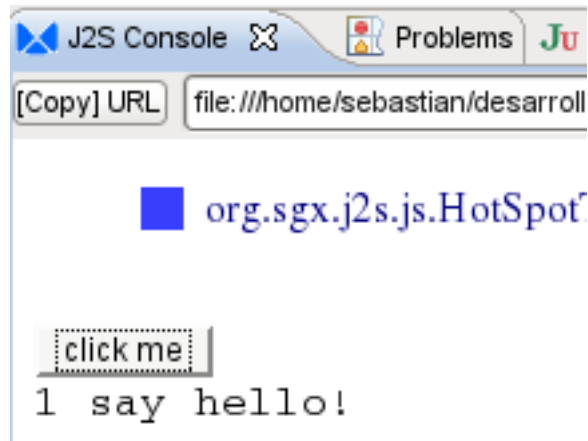 J2S Console Problems JU
[Copy] URL file:///home/sebastian/desarroll
org.sgx.j2s.js.HotSpotT
click me
1 say hello!